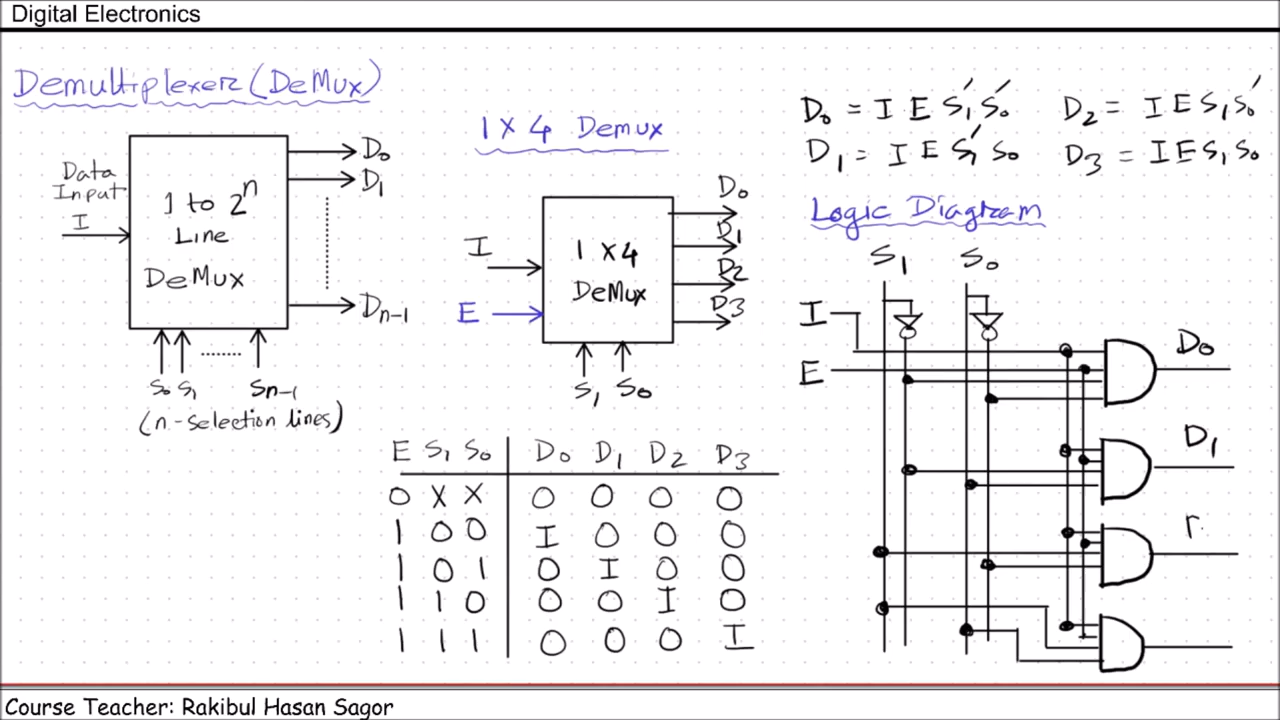 Digital Electronics
Demultiplexer (DeMux)
Data
Input
I
1 to 2ⁿ
Line
DeMux
D0
D1
Dn-1
S0 S1 ........ Sn-1
(n-selection lines)
1 X 4 Demux
I
E
1 X 4
DeMux
D0
D1
D2
D3
S1 S0
E S1 S0 D0 D1 D2 D3
0 X X 0 0 0 0
1 0 0 I 0 0 0
1 0 1 0 I 0 0
1 1 0 0 0 I 0
1 1 1 0 0 0 I
D0 = I E S1' S0' D2 = I E S1 S0'
D1 = I E S1' S0 D3 = I E S1 S0
Logic Diagram
S1 S0
I
E
D0
D1
Course Teacher: Rakibul Hasan Sagor